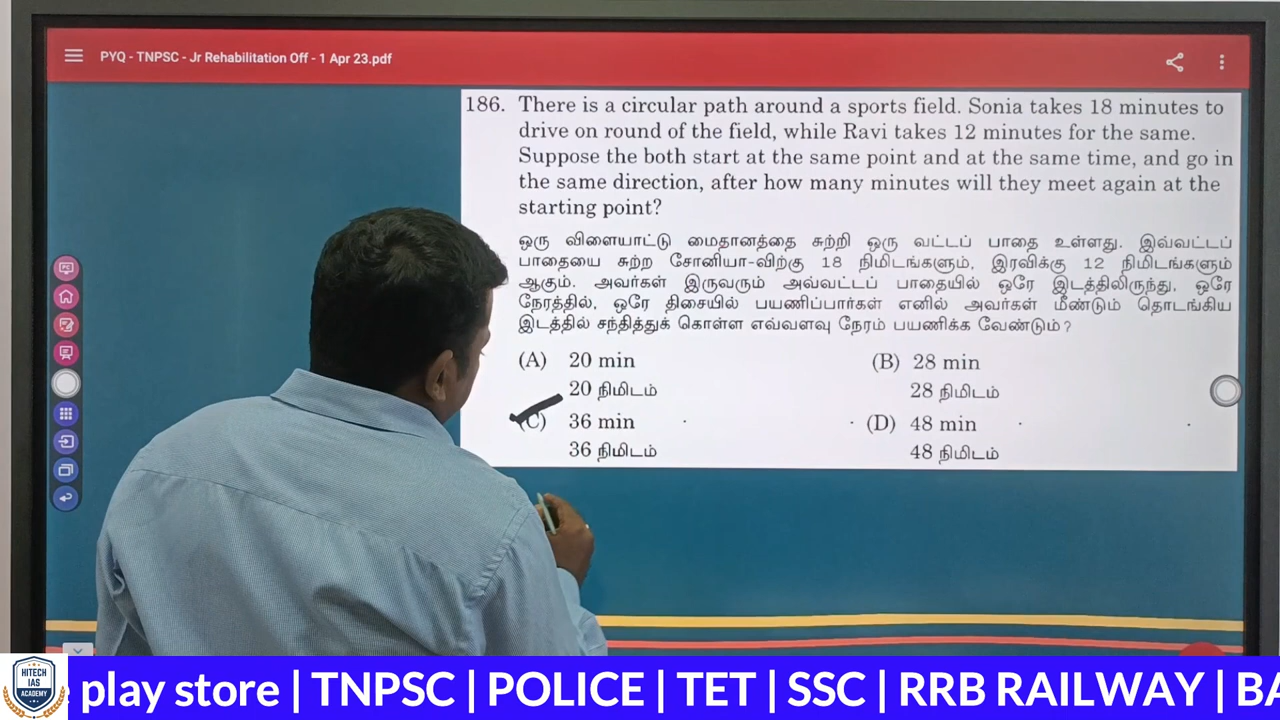 PYQ - TNPSC - Jr Rehabilitation Off - 1 Apr 23.pdf
186. There is a circular path around a sports field. Sonia takes 18 minutes to
drive on round of the field, while Ravi takes 12 minutes for the same.
Suppose the both start at the same point and at the same time, and go in
the same direction, after how many minutes will they meet again at the
starting point?
ஒரு விளையாட்டு மைதானத்தை சுற்றி ஒரு வட்டப் பாதை உள்ளது. இவ்வட்டப்
பாதையை சுற்ற சோனியா-விற்கு 18 நிமிடங்களும், இரவிக்கு 12 நிமிடங்களும்
ஆகும். அவர்கள் இருவரும் அவ்வட்டப் பாதையில் ஒரே இடத்திலிருந்து, ஒரே
நேரத்தில், ஒரே திசையில் பயணிப்பார்கள் எனில் அவர்கள் மீண்டும் தொடங்கிய
இடத்தில் சந்தித்துக் கொள்ள எவ்வளவு நேரம் பயணிக்க வேண்டும்?
(A) 20 min (B) 28 min
20 நிமிடம் 28 நிமிடம்
(C) 36 min (D) 48 min
36 நிமிடம் 48 நிமிடம்
HITECH
IAS
ACADEMY
play store | TNPSC | POLICE | TET | SSC | RRB RAILWAY | BA